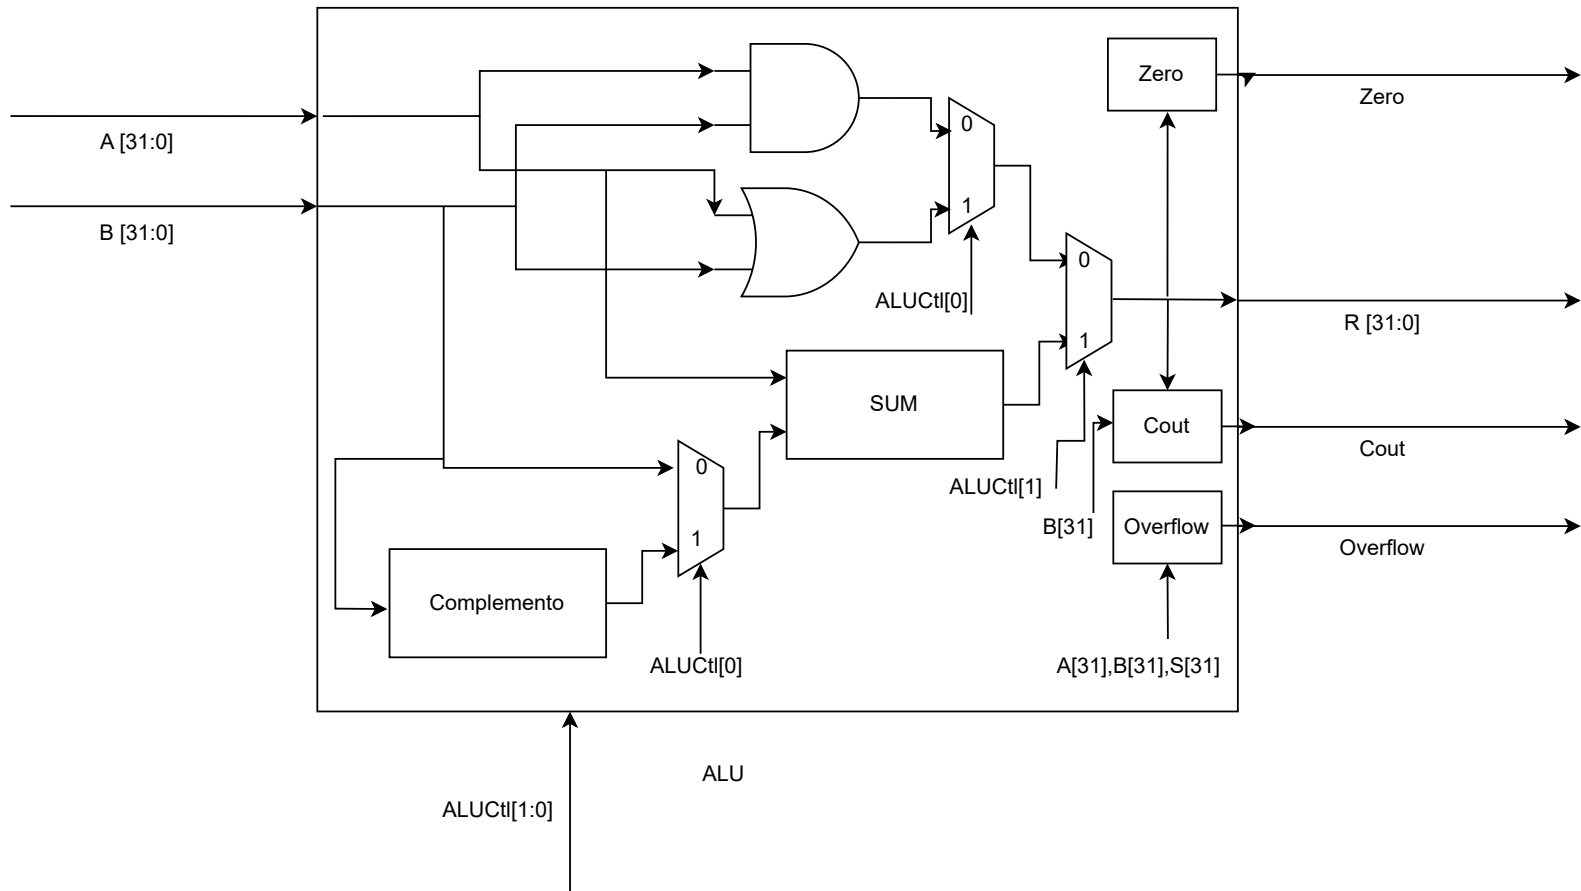 Zero
Zero
A [31:0]
0
1
B [31:0]
0
ALUCtl[0]
R [31:0]
1
SUM
Cout
Cout
0
ALUCtl[1]
B[31]
Overflow
1
Overflow
Complemento
ALUCtl[0]
A[31],B[31],S[31]
ALU
ALUCtl[1:0]